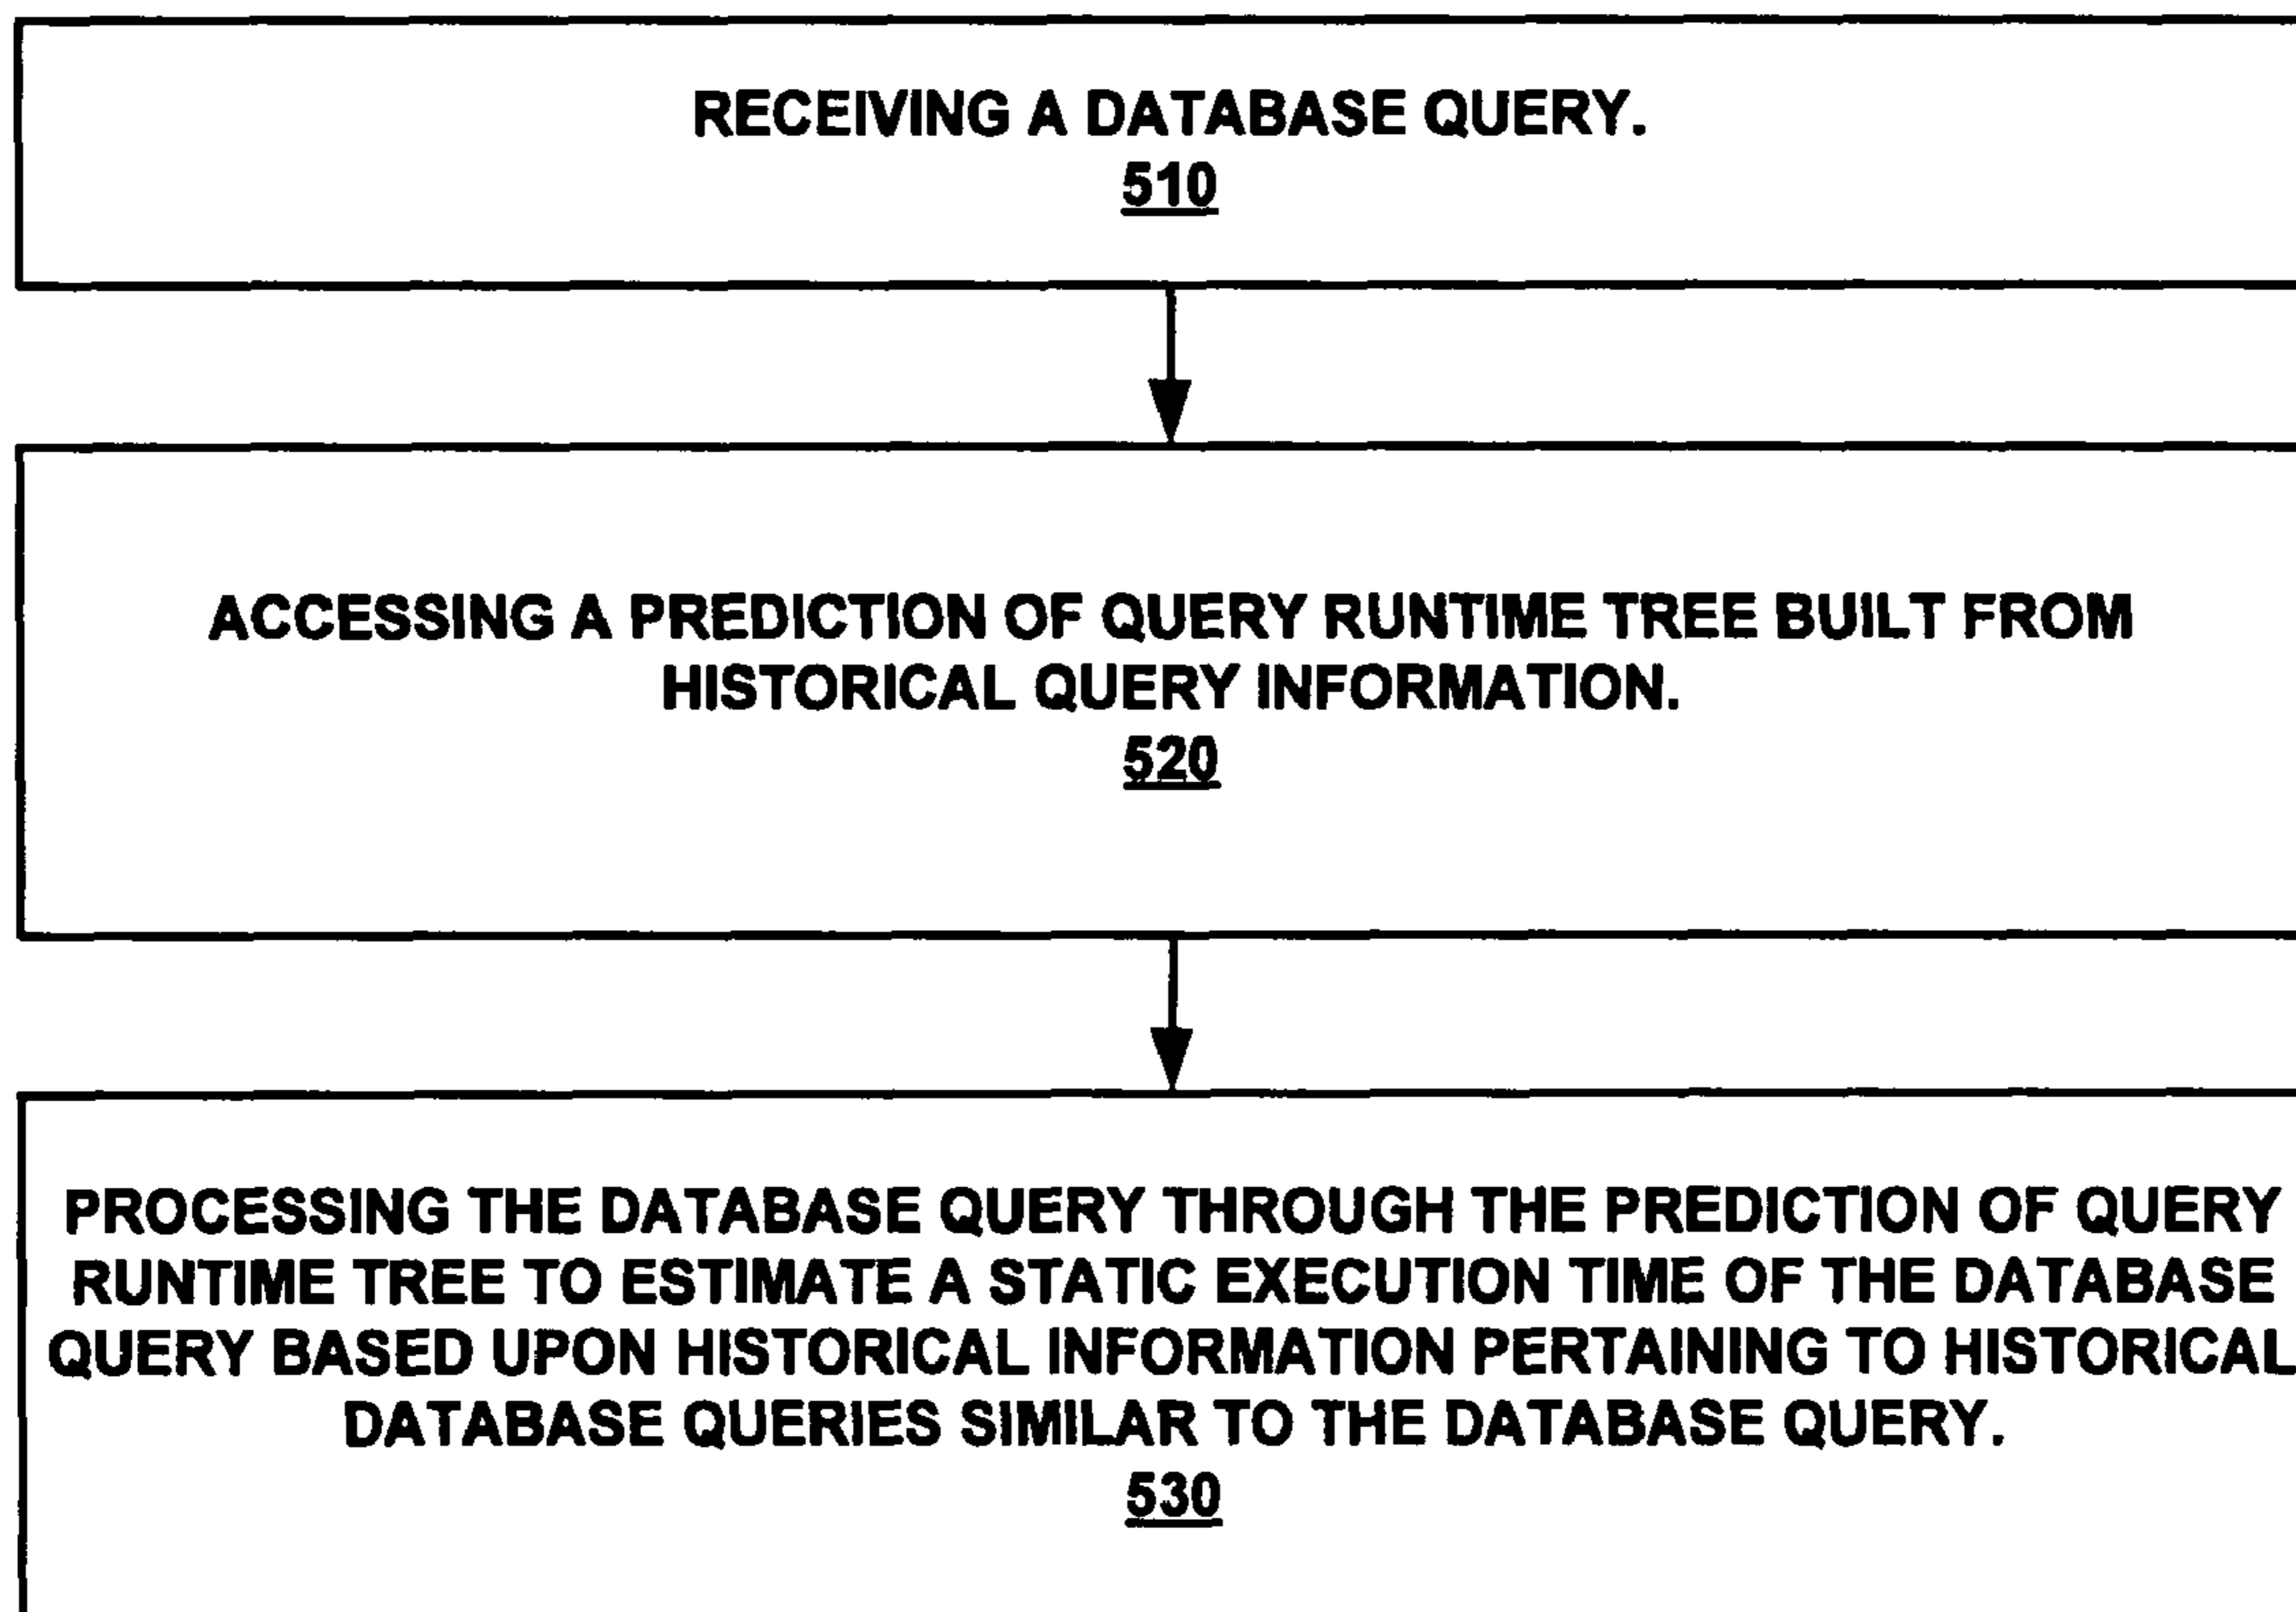 RECEIVING A DATABASE QUERY.
510
ACCESSING A PREDICTION OF QUERY RUNTIME TREE BUILT FROM
HISTORICAL QUERY INFORMATION.
520
PROCESSING THE DATABASE QUERY THROUGH THE PREDICTION OF QUERY
RUNTIME TREE TO ESTIMATE A STATIC EXECUTION TIME OF THE DATABASE
QUERY BASED UPON HISTORICAL INFORMATION PERTAINING TO HISTORICAL
DATABASE QUERIES SIMILAR TO THE DATABASE QUERY.
530